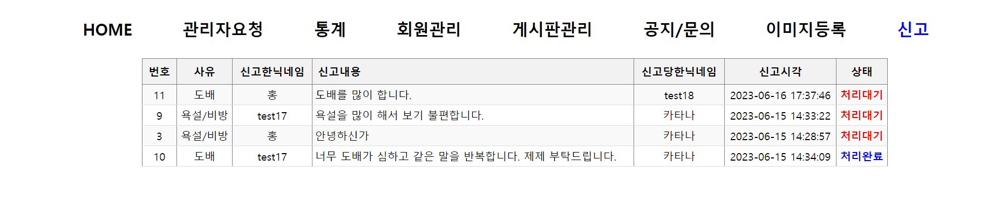 HOME 관리자요청 통계 회원관리 게시판관리 공지/문의 이미지등록 신고
번호 사유 신고한닉네임 신고내용 신고당한닉네임 신고시각 상태
11 도배 홍 도배를 많이 합니다. test18 2023-06-16 17:37:46 처리대기
9 욕설/비방 test17 욕설을 많이 해서 보기 불편합니다. 카타나 2023-06-15 14:33:22 처리대기
3 욕설/비방 홍 안녕하신가 카타나 2023-06-15 14:28:57 처리대기
10 도배 test17 너무 도배가 심하고 같은 말을 반복합니다. 제제 부탁드립니다. 카타나 2023-06-15 14:34:09 처리완료